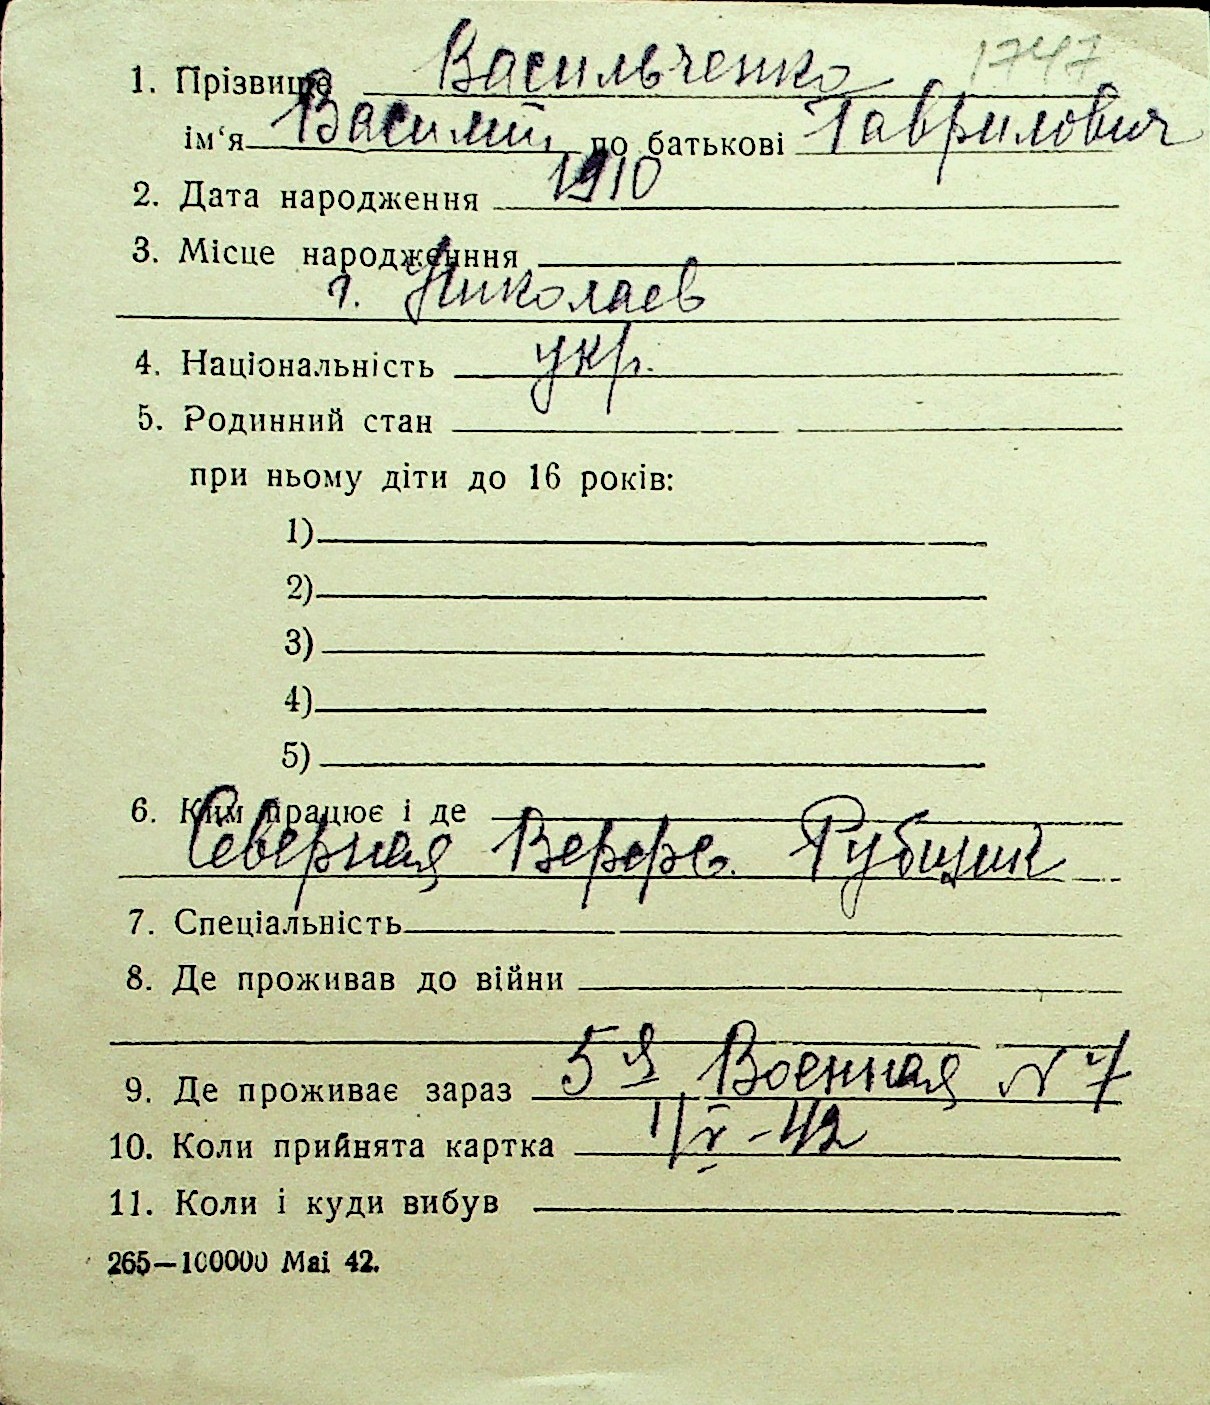 1747
1. Прізвище Васильченко
ім‘я Василий по батькові Гаврилович
2. Дата народження 1910
3. Місце народженння
г. Николаев
4. Національність укр.
5. Родинний стан
при ньому діти до 16 років:
1)
2)
3)
4)
5)
6. Ким працює і де
Северная Верфь. Рубщик
7. Спеціальність
8. Де проживав до війни
9. Де проживає зараз 5я Военная № 7
10. Коли прийнята картка 1/V-42
11. Коли і куди вибув
265—100000 Mai 42.